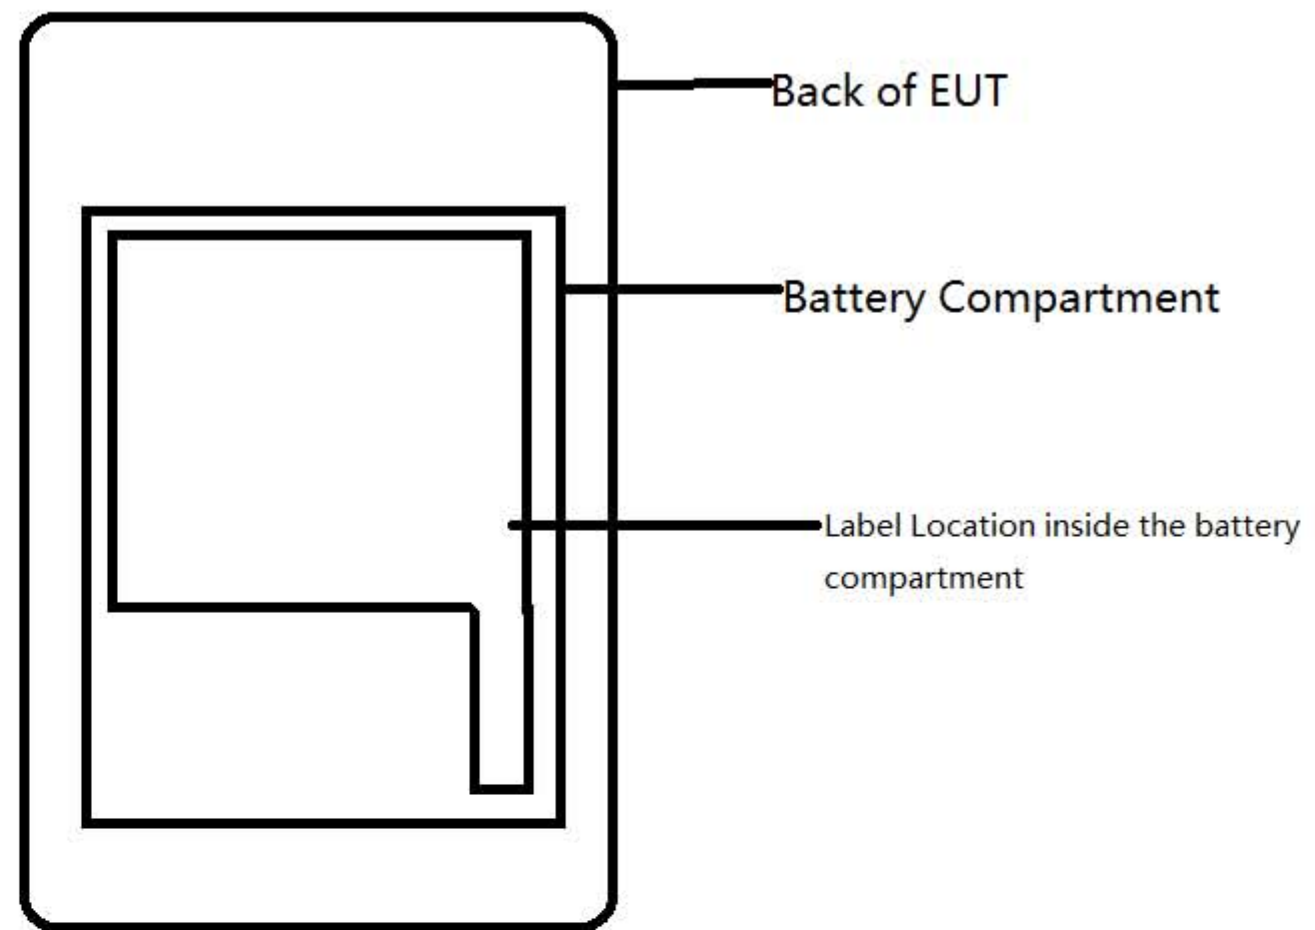 Back of EUT
Battery Compartment
Label Location inside the battery
compartment